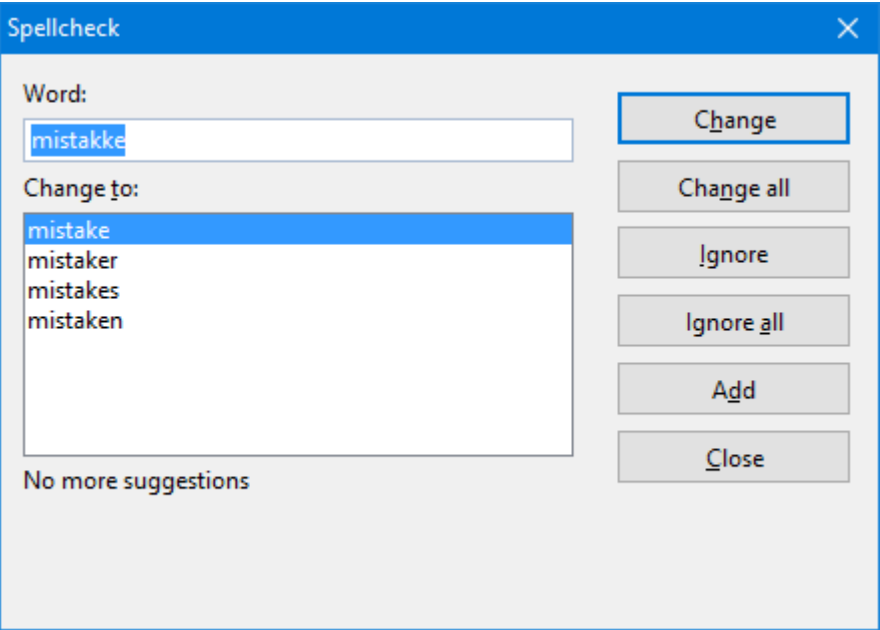 Spellcheck
Word:
mistakke
Change to:
mistake
mistaker
mistakes
mistaken
No more suggestions
Change
Change all
Ignore
Ignore all
Add
Close